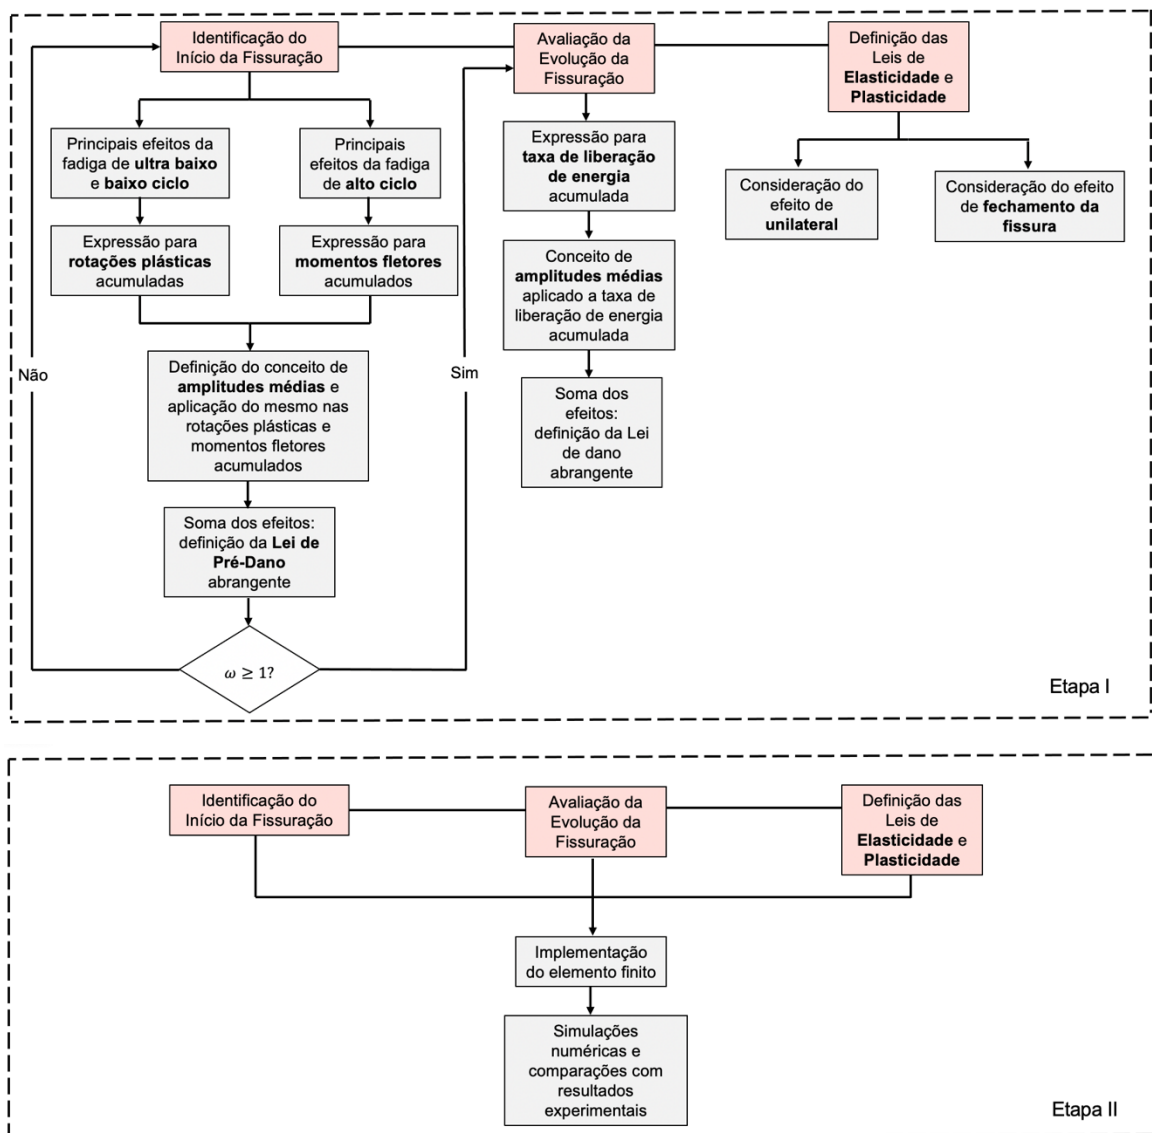 Identificação do
Início da Fissuração
Avaliação da
Evolução da
Fissuração
Definição das
Leis de
Elasticidade e
Plasticidade
Principais efeitos da
fadiga de ultra baixo
e baixo ciclo
Principais
efeitos da fadiga
de alto ciclo
Expressão para
taxa de liberação
de energia
acumulada
Consideração do
efeito de
unilateral
Consideração do efeito
de fechamento da
fissura
Expressão para
rotações plásticas
acumuladas
Expressão para
momentos fletores
acumulados
Conceito de
amplitudes médias
aplicado a taxa de
liberação de energia
acumulada
Não
Sim
Definição do conceito de
amplitudes médias e
aplicação do mesmo nas
rotações plásticas e
momentos fletores
acumulados
Soma dos
efeitos:
definição da Lei
de dano
abrangente
Soma dos efeitos:
definição da Lei de
Pré-Dano
abrangente
ω ≥ 1?
Etapa I
Identificação do
Início da Fissuração
Avaliação da
Evolução da
Fissuração
Definição das
Leis de
Elasticidade e
Plasticidade
Implementação
do elemento finito
Simulações
numéricas e
comparações com
resultados
experimentais
Etapa II